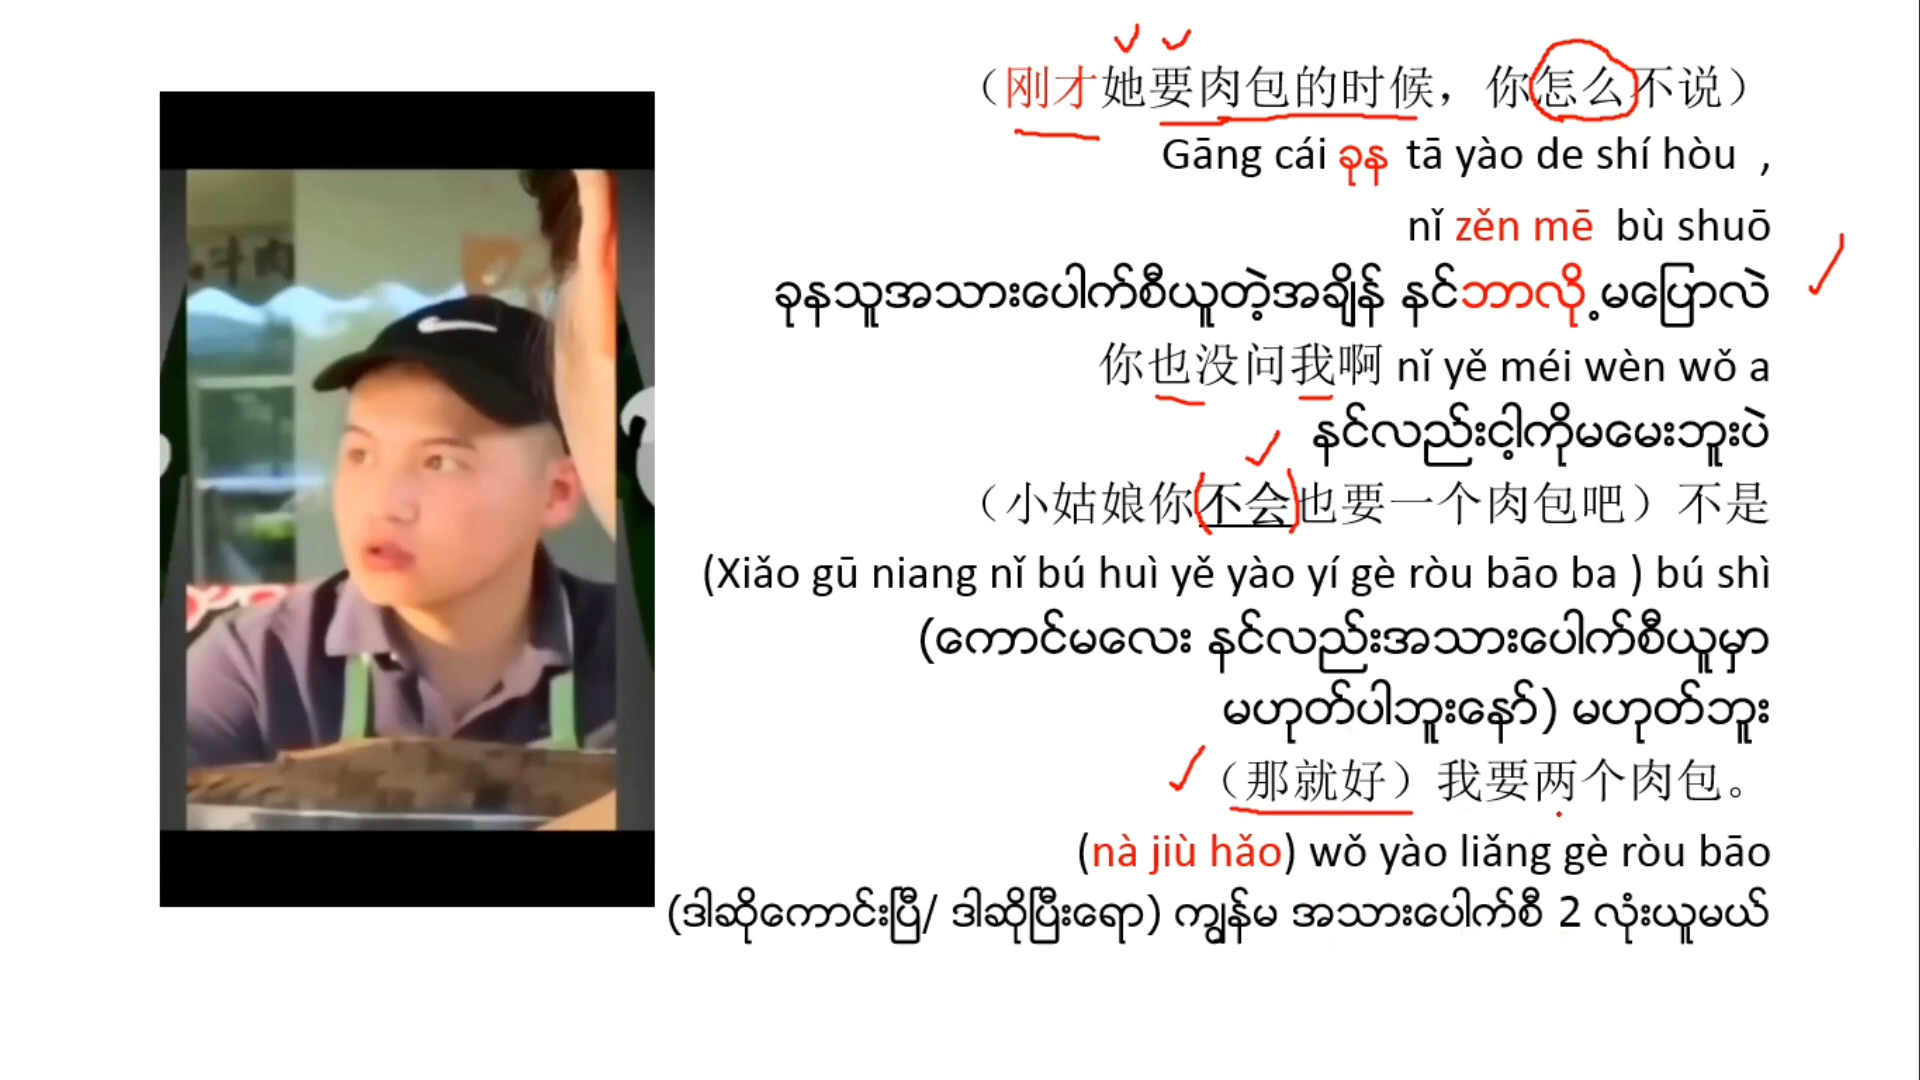 （刚才她要肉包的时候，你怎么不说）
Gāng cái ခုန tā yào de shí hòu ,
nǐ zěn mē bù shuō
ခုနသူအသားပေါက်စီယူတဲ့အချိန် နင်ဘာလို့မပြောလဲ
你也没问我啊 nǐ yě méi wèn wǒ a
နင်လည်းငါ့ကိုမမေးဘူးပဲ
（小姑娘你不会也要一个肉包吧）不是
(Xiǎo gū niang nǐ bú huì yě yào yí gè ròu bāo ba ) bú shì
(ကောင်မလေး နင်လည်းအသားပေါက်စီယူမှာ
မဟုတ်ပါဘူးနော်) မဟုတ်ဘူး
（那就好）我要两个肉包。
(nà jiù hǎo) wǒ yào liǎng gè ròu bāo
(ဒါဆိုကောင်းပြီ/ ဒါဆိုပြီးရော) ကျွန်မ အသားပေါက်စီ 2 လုံးယူမယ်